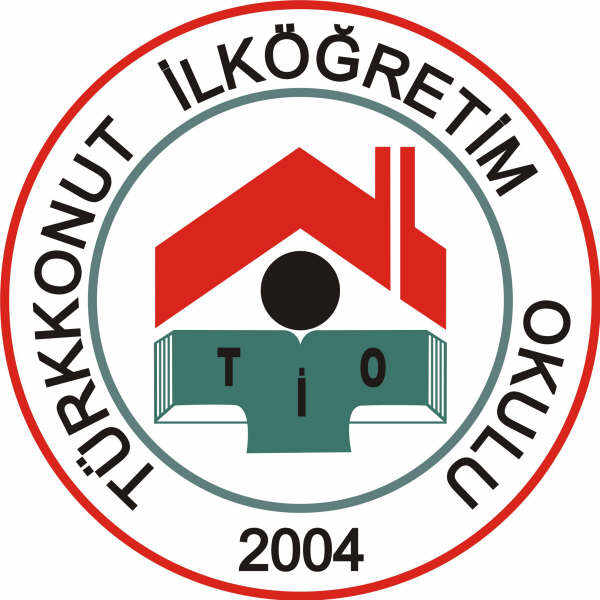 TÜRKKONUT İLKÖĞRETİM OKULU
T İ O
2004